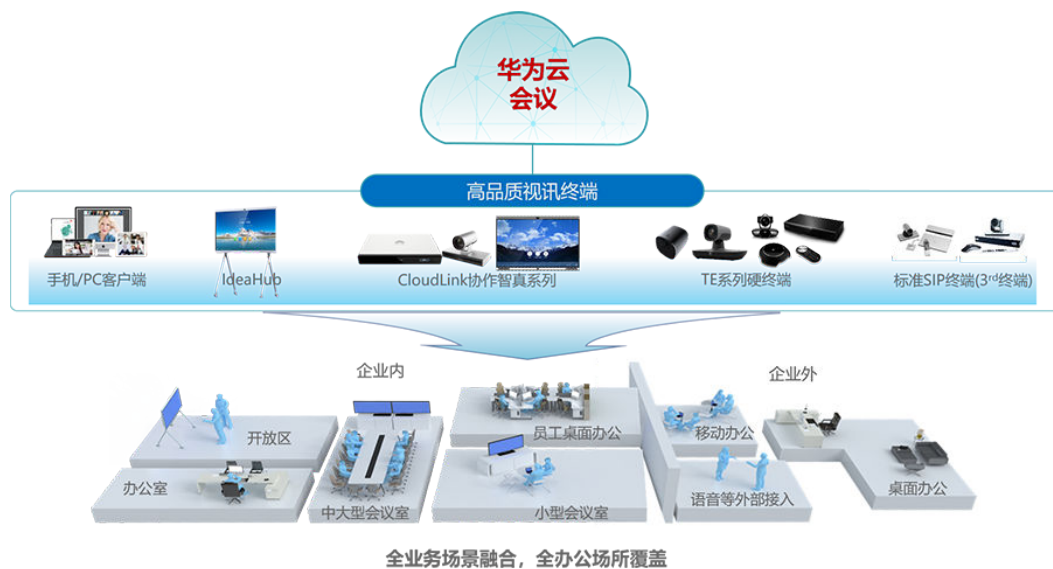 华为云
会议
高品质视讯终端
手机/PC客户端
IdeaHub
CloudLink协作智真系列
TE系列硬终端
标准SIP终端(3rd终端)
企业内
企业外
开放区
员工桌面办公
移动办公
办公室
中大型会议室
小型会议室
语音等外部接入
桌面办公
全业务场景融合，全办公场所覆盖